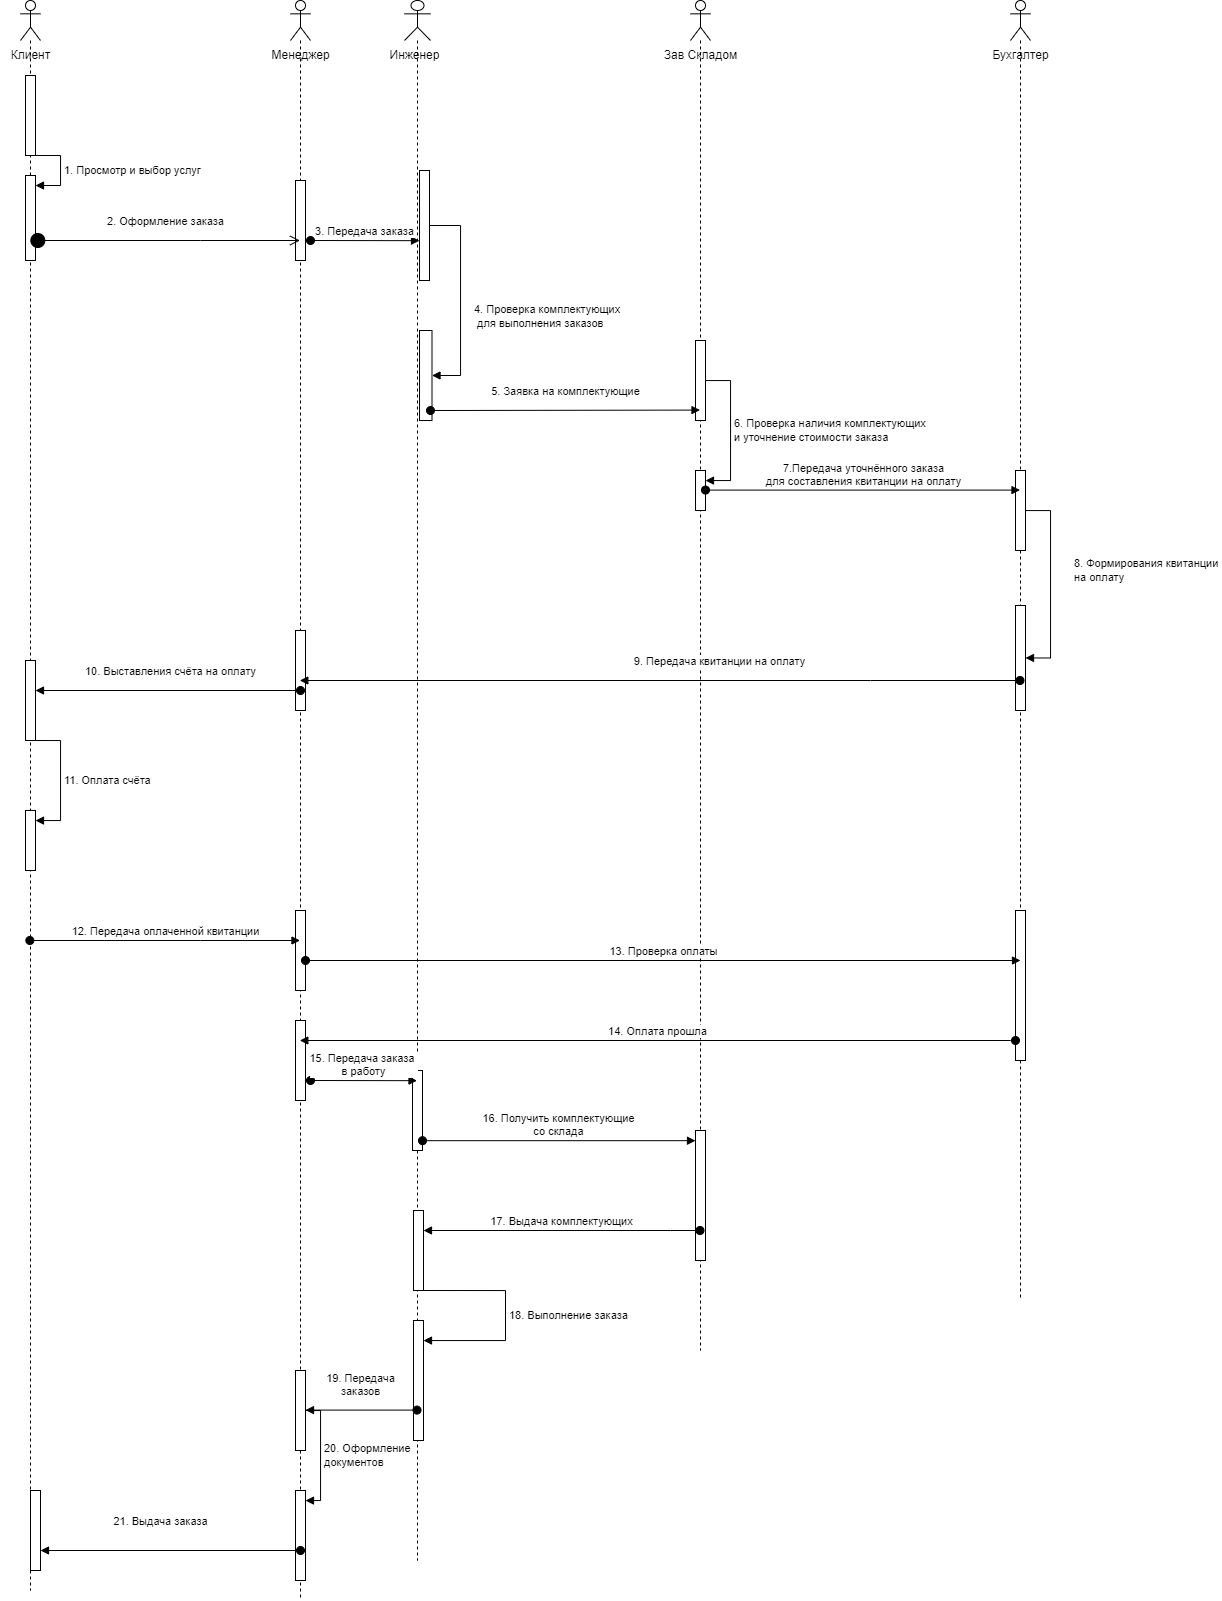 Клиент
Менеджер
Инженер
Зав Складом
Бухгалтер
1. Просмотр и выбор услуг
2. Оформление заказа
3. Передача заказа
4. Проверка комплектующих
для выполнения заказов
5. Заявка на комплектующие
6. Проверка наличия комплектующих
и уточнение стоимости заказа
7.Передача уточнённого заказа
для составления квитанции на оплату
8. Формирования квитанции
на оплату
9. Передача квитанции на оплату
10. Выставления счёта на оплату
11. Оплата счёта
12. Передача оплаченной квитанции
13. Проверка оплаты
14. Оплата прошла
15. Передача заказа
в работу
16. Получить комплектующие
со склада
17. Выдача комплектующих
18. Выполнение заказа
19. Передача
заказов
20. Оформление
документов
21. Выдача заказа